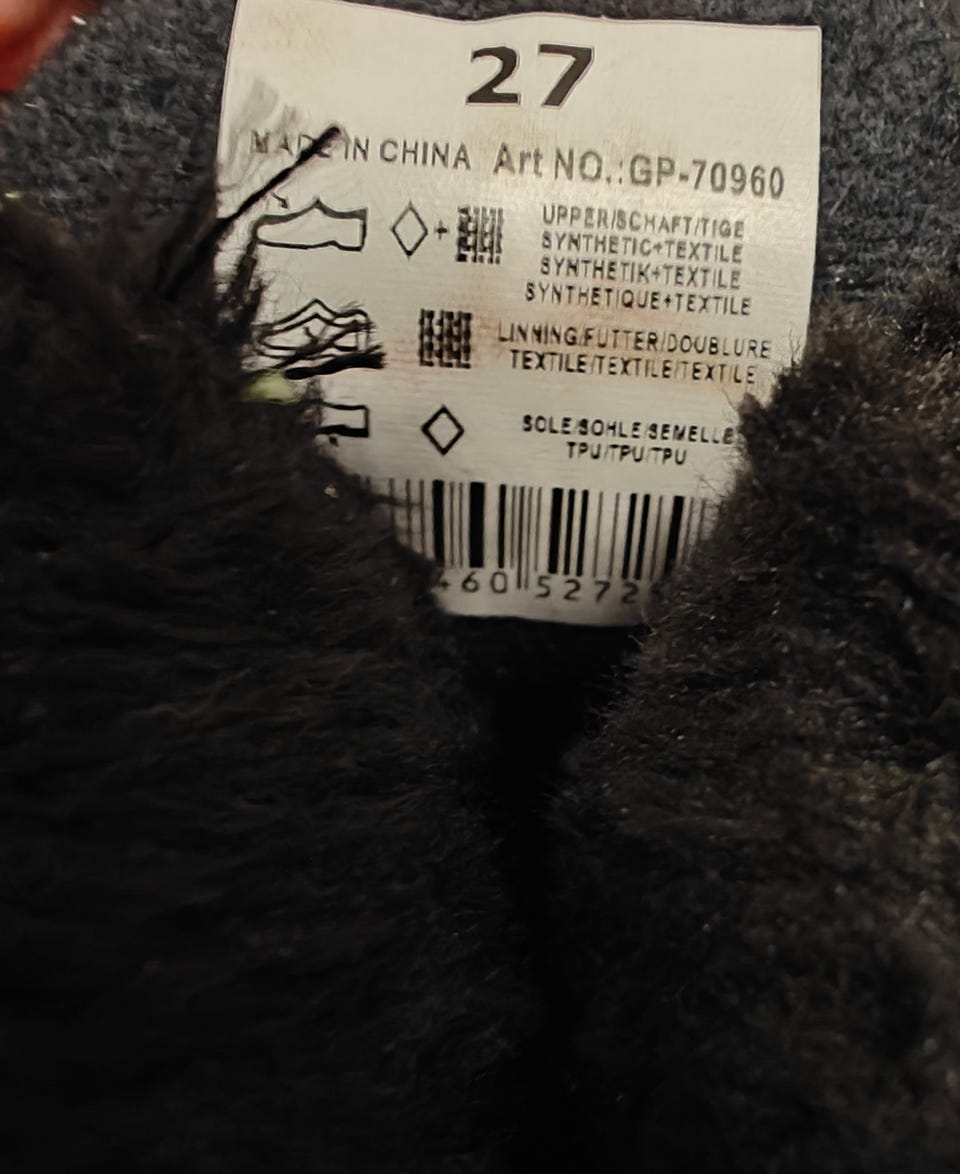 27
MADE IN CHINA Art NO.:GP-70960
UPPER/SCHAFT/TIGE
SYNTHETIC+TEXTILE
SYNTHETIK+TEXTILE
SYNTHETIQUE+TEXTILE
LINNING/FUTTER/DOUBLURE
TEXTILE/TEXTILE/TEXTILE
SOLE/SOHLE/SEMELLE
TPU/TPU/TPU
460 5272